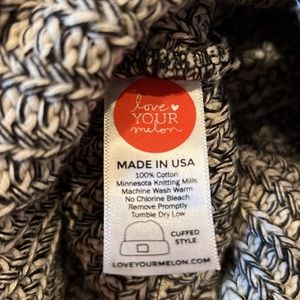 love
YOUR
melon
MADE IN USA
100% Cotton
Minnesota Knitting Mills
Machine Wash Warm
No Chlorine Bleach
Remove Promptly
Tumble Dry Low
CUFFED
STYLE
LOVEYOURMELON.COM